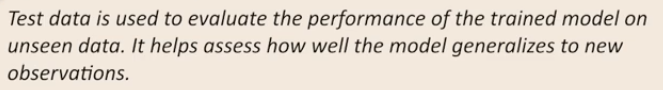 Test data is used to evaluate the performance of the trained model on
unseen data. It helps assess how well the model generalizes to new
observations.